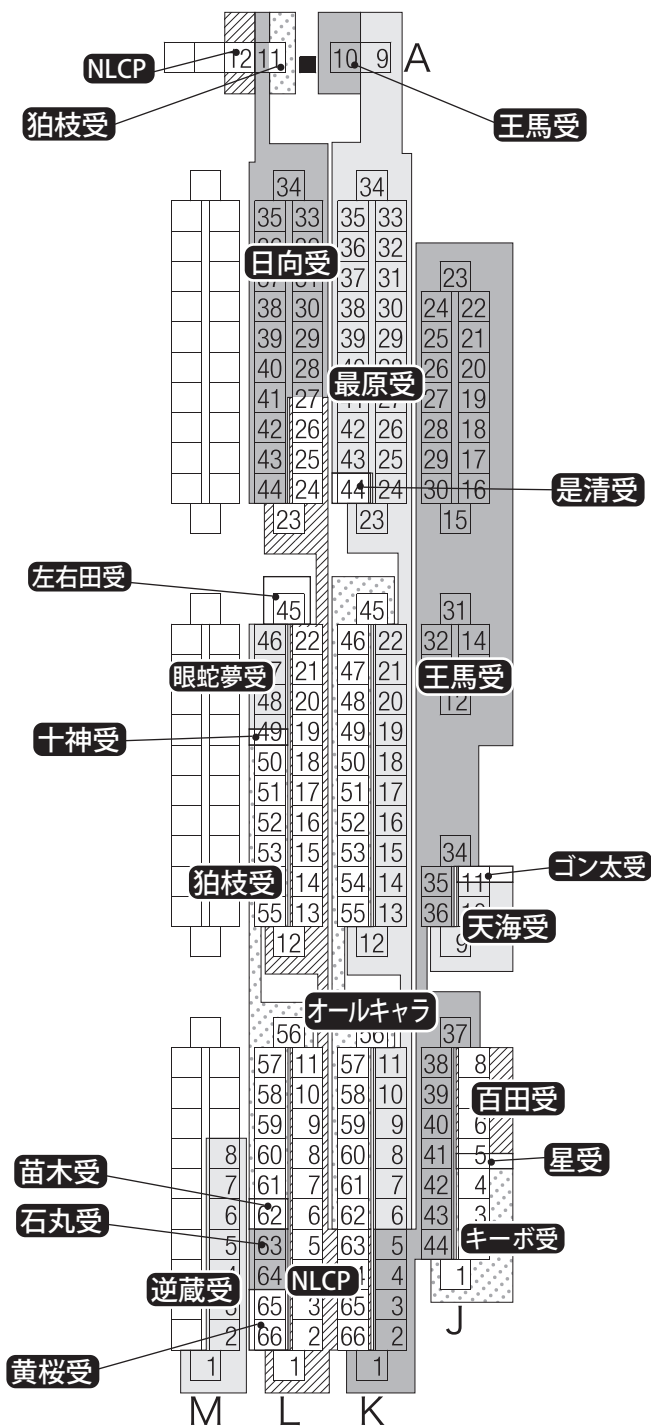 12 11 10 9 A
NLCP
狛枝受
王馬受
34 34
35 33 35 33
36 32
日向受
37 31
23
38 30 38 30 24 22
39 29 39 29 25 21
40 28 26 20
最原受
41 27 27 27 19
42 26 42 26 28 18
43 25 43 25 29 17
44 24 44 24 30 16
是清受
23 23 15
左右田受
45 45 31
46 22 46 22 32 14
眼蛇夢受
21 47 21
王馬受
48 20 48 20 12
十神受
49 19 49 19
50 18 50 18
51 17 51 17
52 16 52 16
53 15 53 15 34
ゴン太受
狛枝受
14 54 14 35 11
55 13 55 13 36
天海受
12 12 9
オールキャラ
56 56 37
57 11 57 11 38 8
58 10 58 10 39
百田受
59 9 59 9 40 6
8 60 8 60 8 41 5
星受
苗木受
7 61 7 61 7 42 4
6 62 6 62 6 43 3
石丸受
5 63 5 63 5 44
キーボ受
逆蔵受
4 64 NLCP 4 1
3 65 3 65 3
2 66 2 66 2
黄桜受
1 1 1
J
M L K